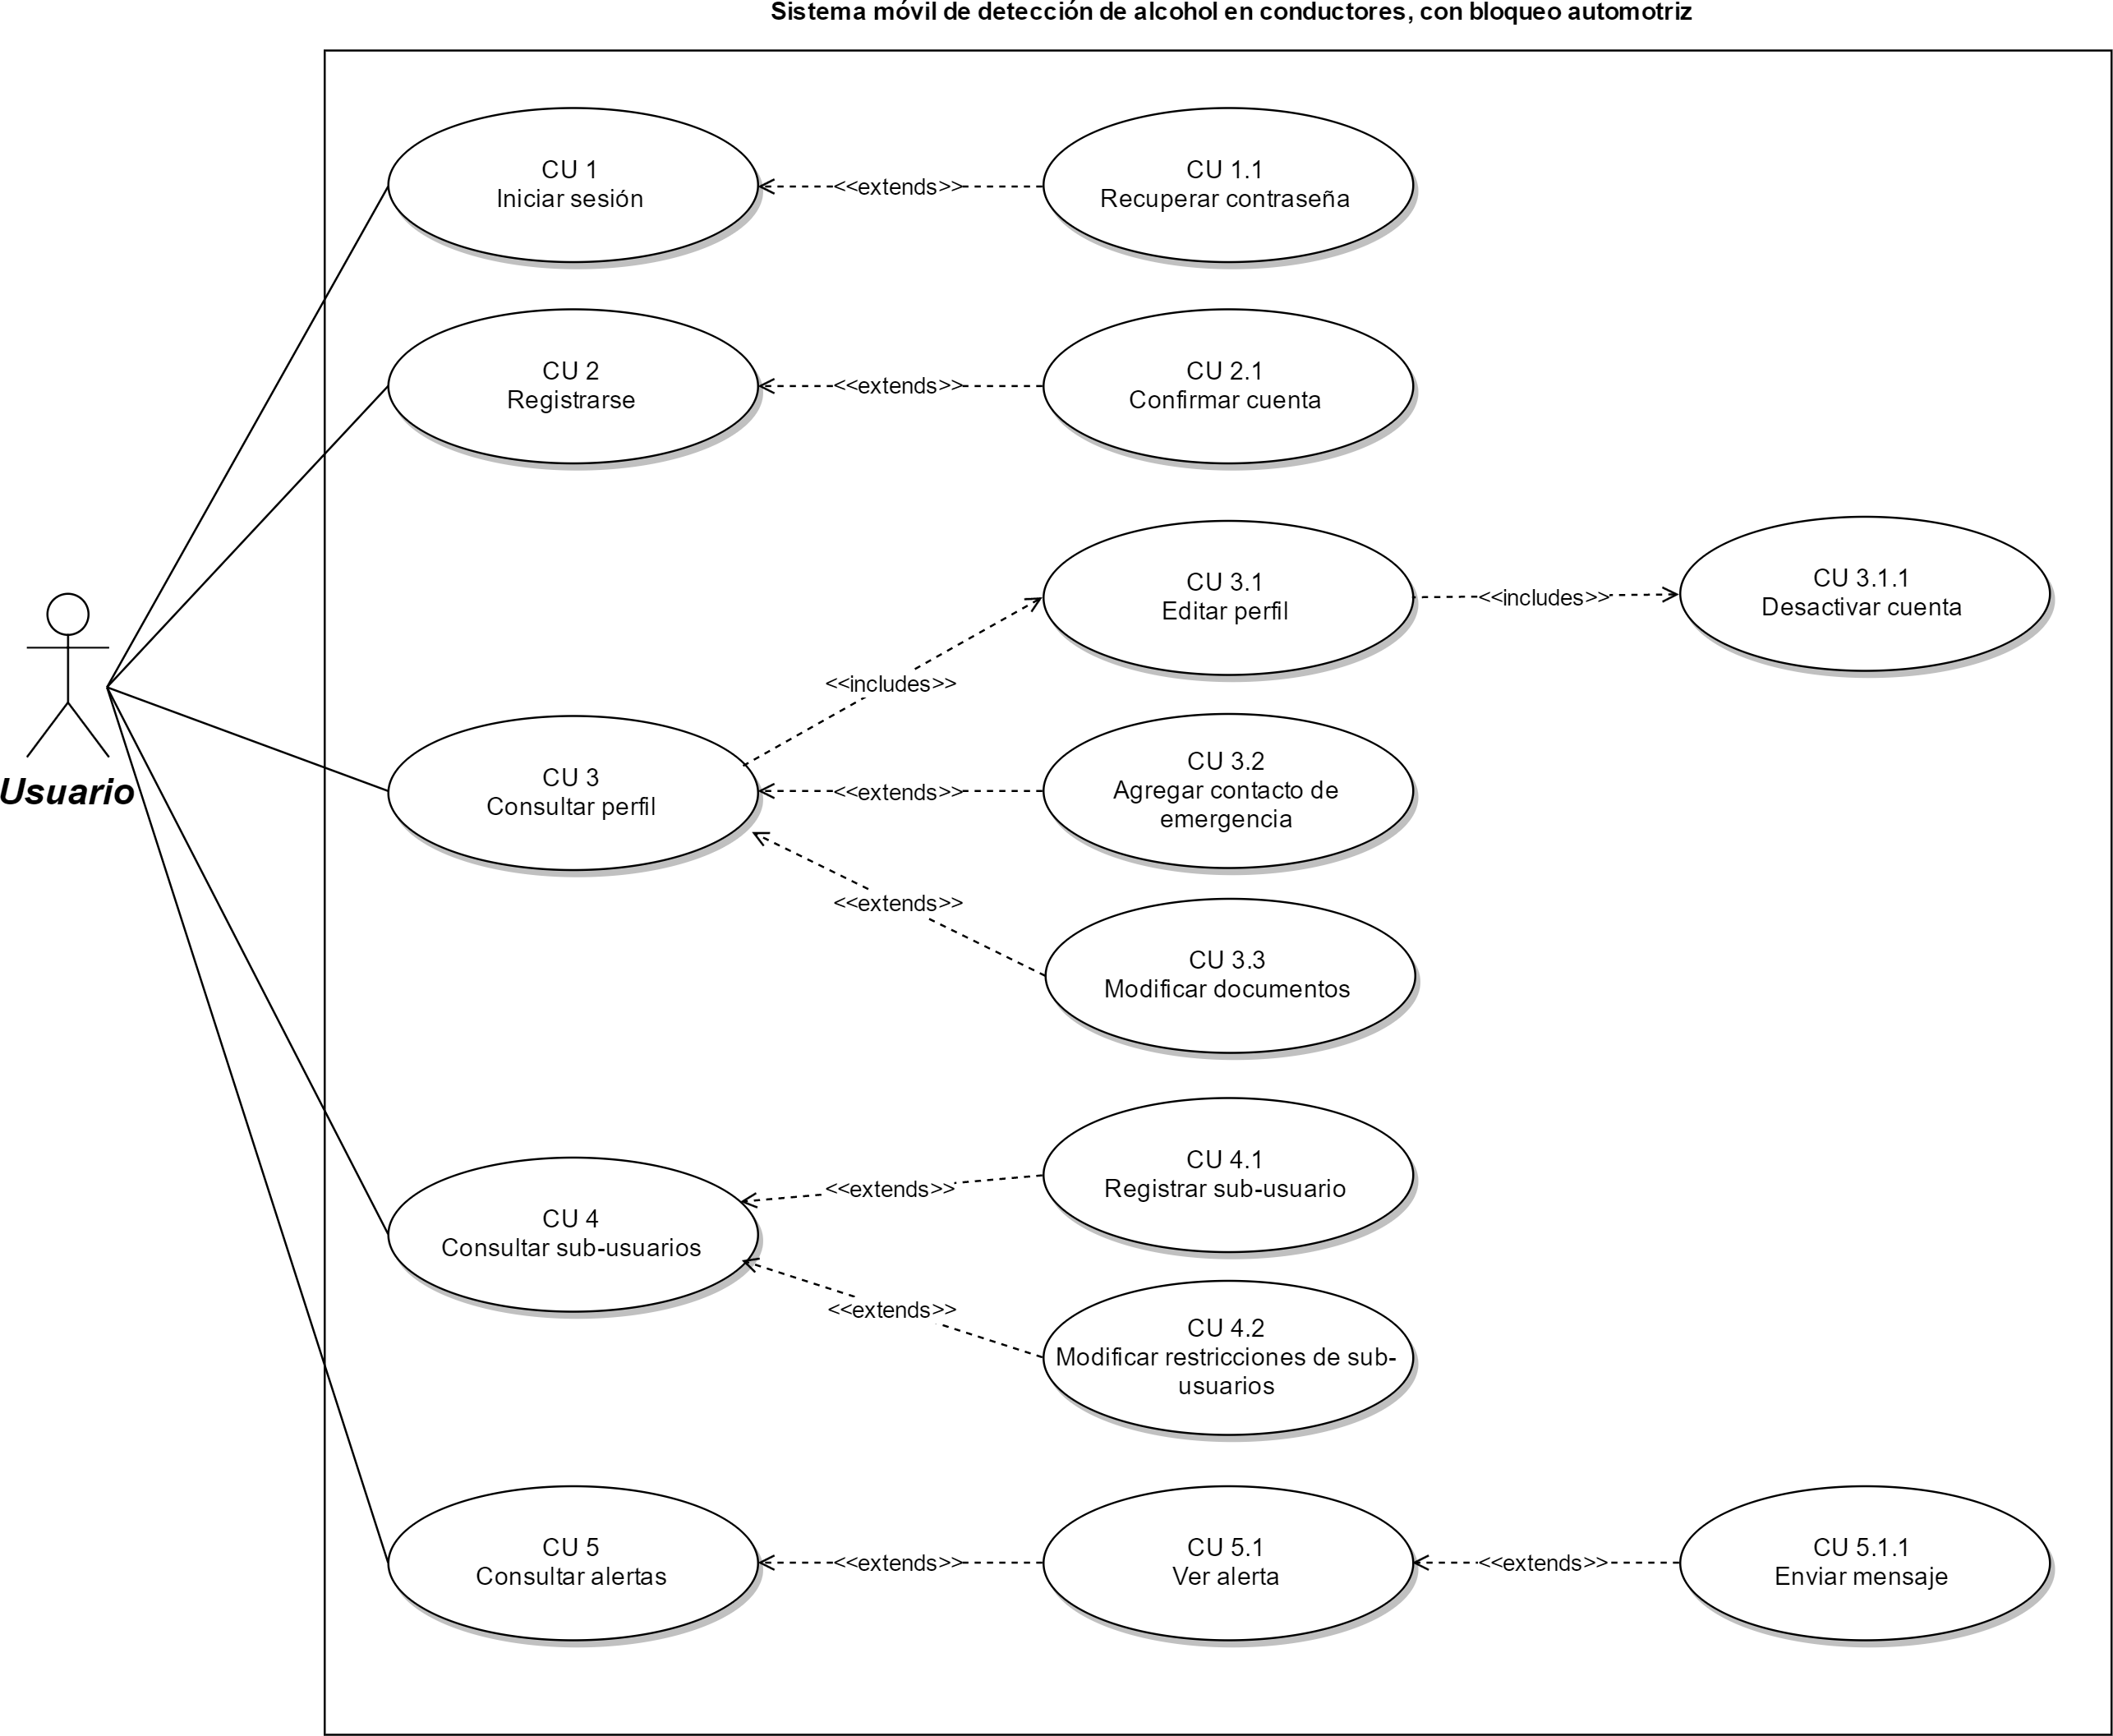 Sistema móvil de detección de alcohol en conductores, con bloqueo automotriz
CU 1
Iniciar sesión
<<extends>>
CU 1.1
Recuperar contraseña
CU 2
Registrarse
<<extends>>
CU 2.1
Confirmar cuenta
CU 3.1
Editar perfil
<<includes>>
CU 3.1.1
Desactivar cuenta
<<includes>>
Usuario
CU 3
Consultar perfil
<<extends>>
CU 3.2
Agregar contacto de
emergencia
<<extends>>
CU 3.3
Modificar documentos
CU 4
Consultar sub-usuarios
<<extends>>
CU 4.1
Registrar sub-usuario
<<extends>>
CU 4.2
Modificar restricciones de sub-
usuarios
CU 5
Consultar alertas
<<extends>>
CU 5.1
Ver alerta
<<extends>>
CU 5.1.1
Enviar mensaje